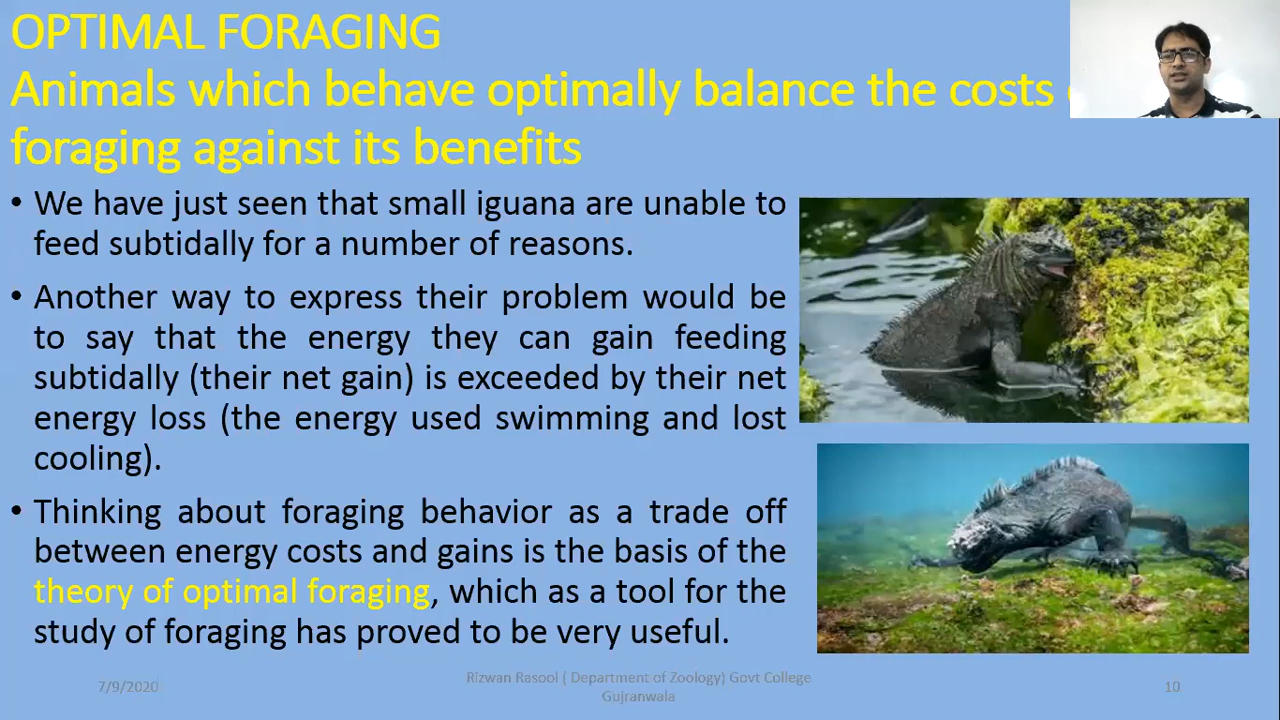 OPTIMAL FORAGING
Animals which behave optimally balance the costs
foraging against its benefits
• We have just seen that small iguana are unable to
feed subtidally for a number of reasons.
• Another way to express their problem would be
to say that the energy they can gain feeding
subtidally (their net gain) is exceeded by their net
energy loss (the energy used swimming and lost
cooling).
• Thinking about foraging behavior as a trade off
between energy costs and gains is the basis of the
theory of optimal foraging, which as a tool for the
study of foraging has proved to be very useful.
7/9/2020
Rizwan Rasool ( Department of Zoology) Govt College
Gujranwala
10